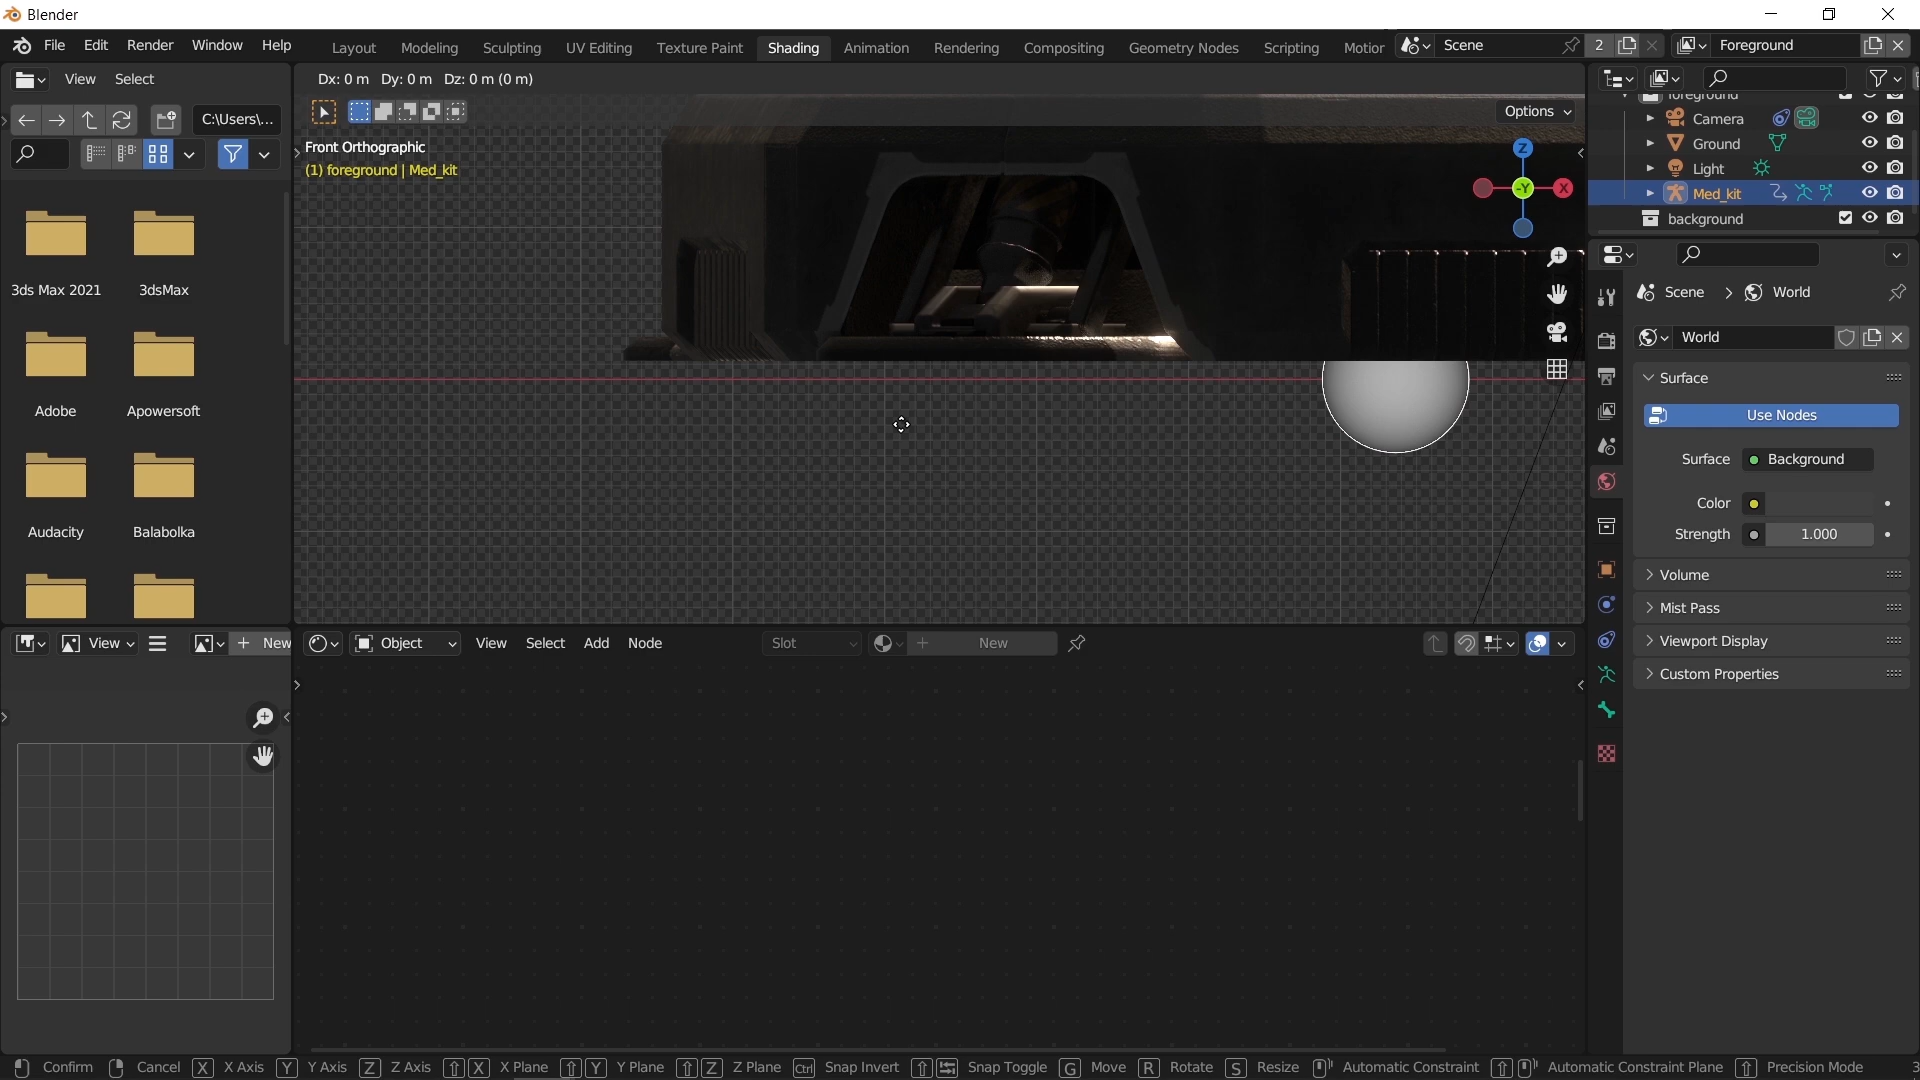 Blender
File Edit Render Window Help
Layout Modeling Sculpting UV Editing Texture Paint Shading Animation Rendering Compositing Geometry Nodes Scripting Motior
Scene 2 Foreground
View Select
Dx: 0 m Dy: 0 m Dz: 0 m (0 m)
C:\Users\...
Options
Front Orthographic
(1) foreground | Med_kit
Z
-Y
X
foreground
Camera
Ground
Light
Med_kit
background
3ds Max 2021
3dsMax
Adobe
Apowersoft
Audacity
Balabolka
Scene > World
World
Surface
Use Nodes
Surface Background
Color
Strength 1.000
Volume
Mist Pass
Viewport Display
Custom Properties
View New
Object View Select Add Node Slot New
Confirm Cancel X X Axis Y Y Axis Z Z Axis X X Plane Y Y Plane Z Z Plane Ctrl Snap Invert Snap Toggle G Move R Rotate S Resize Automatic Constraint Automatic Constraint Plane Precision Mode 3